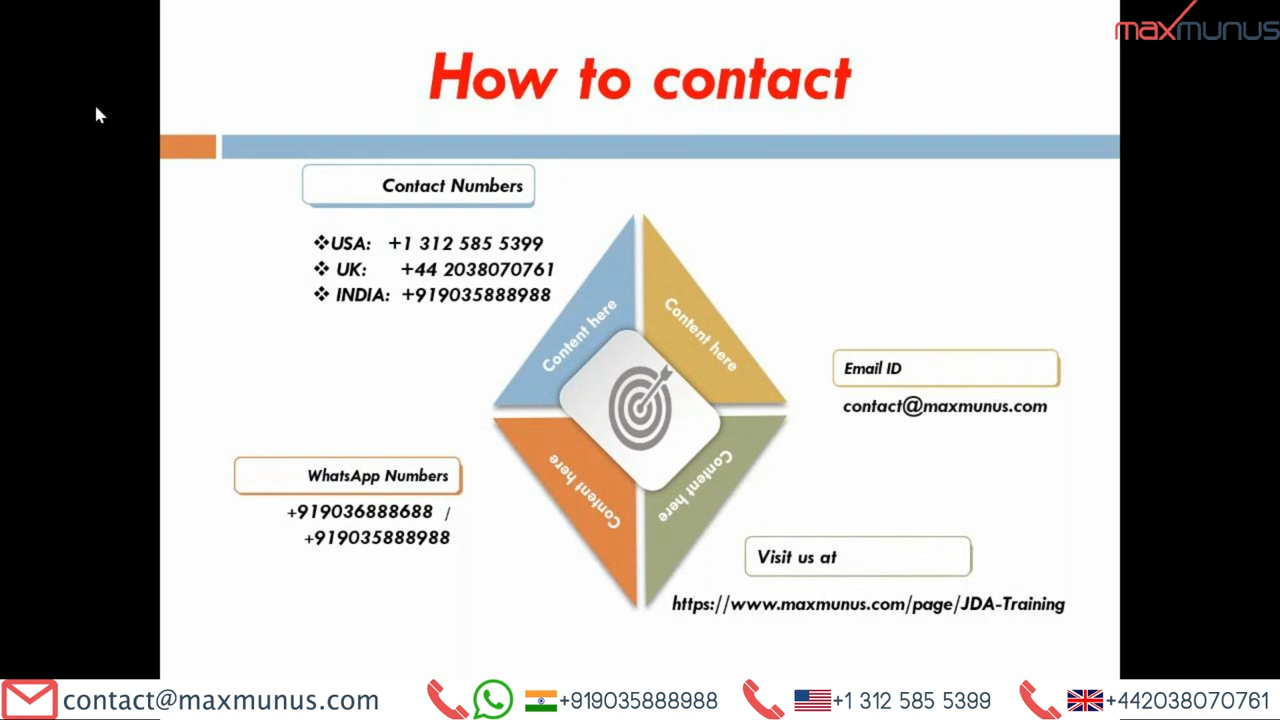 maxmunus
How to contact
Contact Numbers
❖USA: +1 312 585 5399
❖ UK: +44 2038070761
❖ INDIA: +919035888988
Content here
Content here
Email ID
contact@maxmunus.com
WhatsApp Numbers
+919036888688 /
+919035888988
Content here
Content here
Visit us at
https://www.maxmunus.com/page/JDA-Training
contact@maxmunus.com +919035888988 +1 312 585 5399 +442038070761